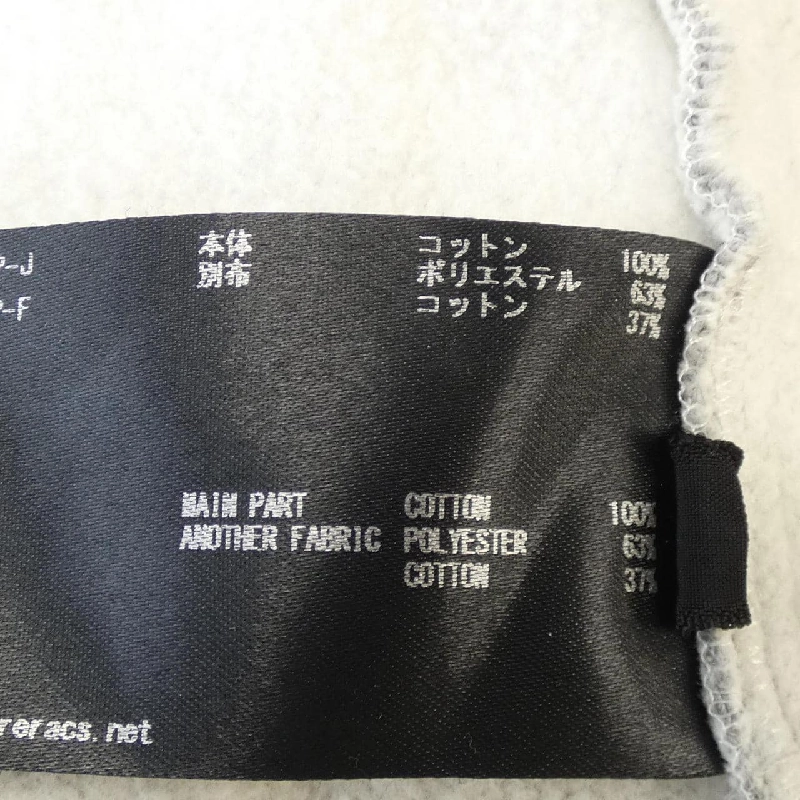 P-J 本体 コットン 100%
別布 ポリエステル 63%
P-F コットン 37%
MAIN PART COTTON 100%
ANOTHER FABRIC POLYESTER 63%
COTTON 37%
reracs.net